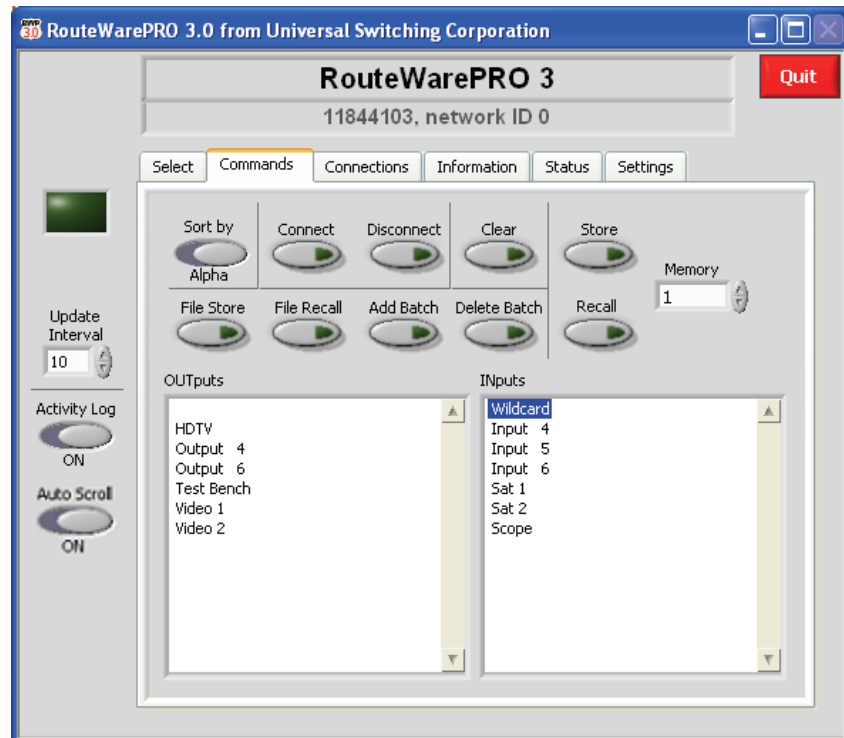 RWP 3.0 RouteWarePRO 3.0 from Universal Switching Corporation
RouteWarePRO 3
Quit
11844103, network ID 0
Select Commands Connections Information Status Settings
Sort by Connect Disconnect Clear Store
Alpha
Memory
1
File Store File Recall Add Batch Delete Batch Recall
Update
Interval
10
Activity Log
ON
Auto Scroll
ON
OUTputs
HDTV
Output 4
Output 6
Test Bench
Video 1
Video 2
INputs
Wildcard
Input 4
Input 5
Input 6
Sat 1
Sat 2
Scope